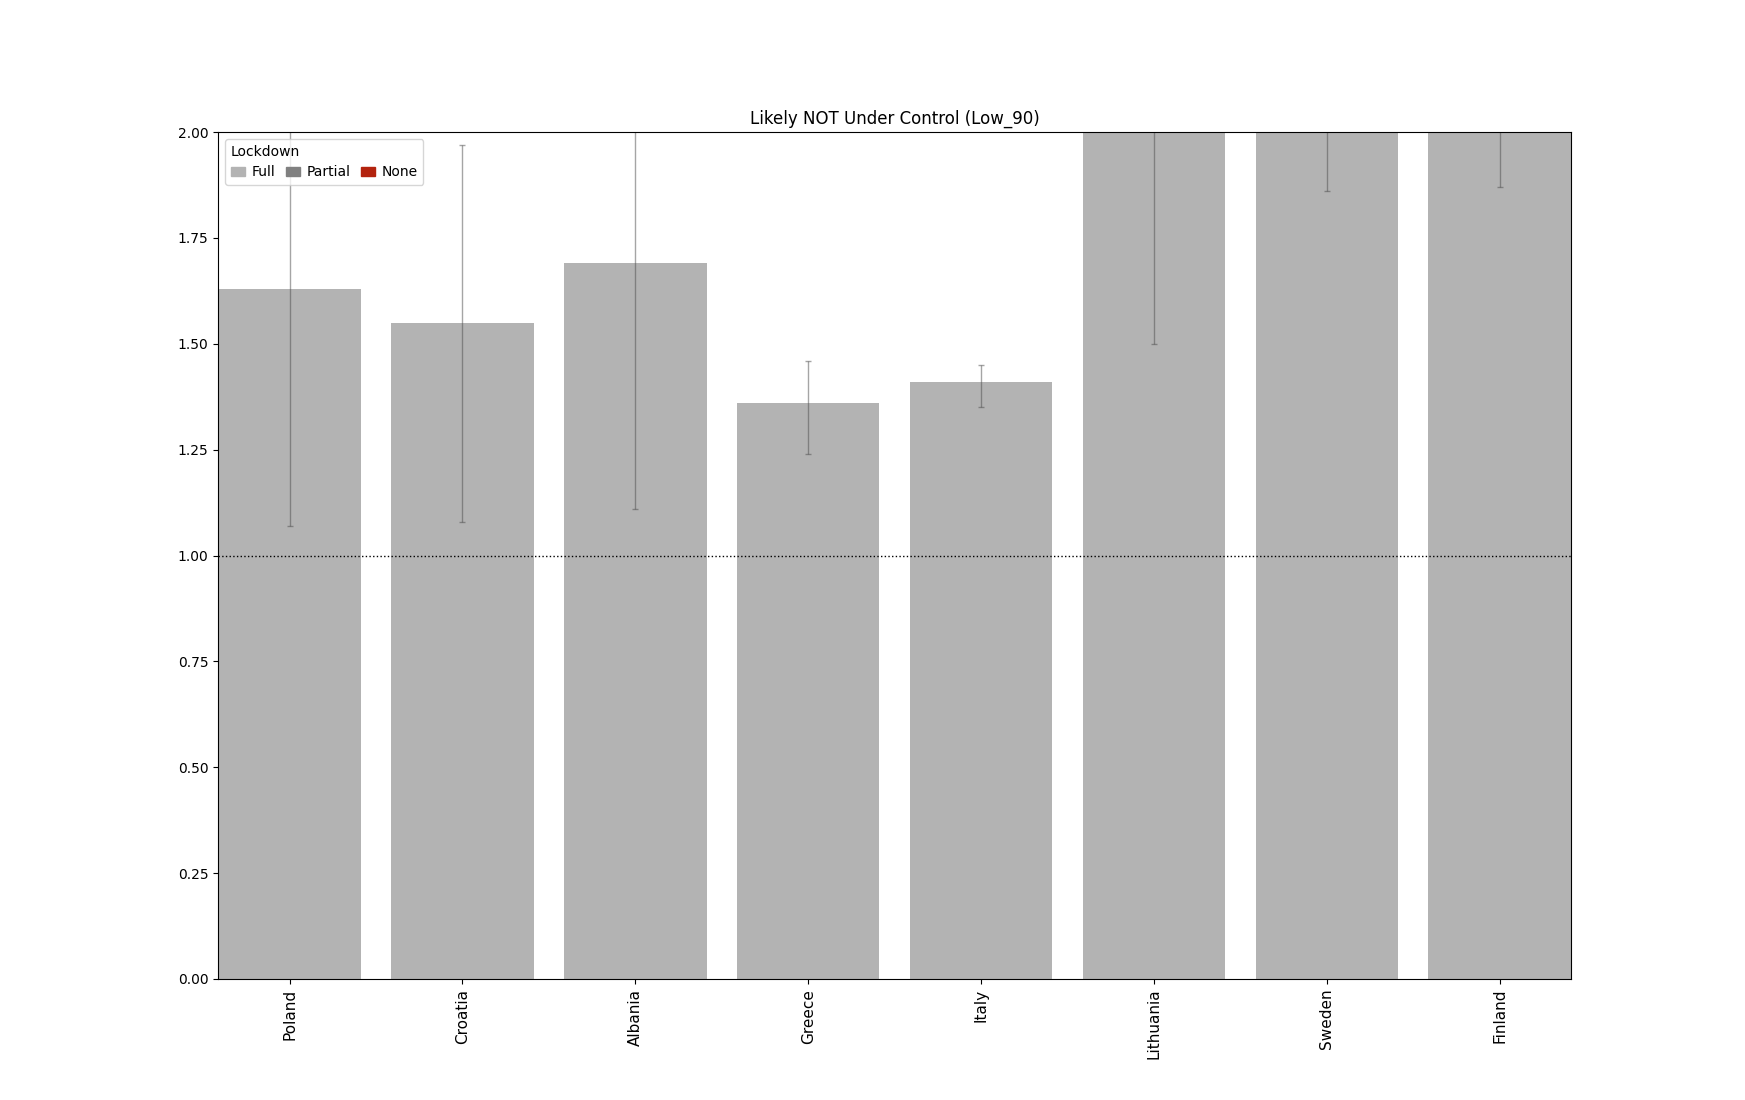 Likely NOT Under Control (Low_90)
Lockdown
Full Partial None
2.00
1.75
1.50
1.25
1.00
0.75
0.50
0.25
0.00
Poland
Croatia
Albania
Greece
Italy
Lithuania
Sweden
Finland